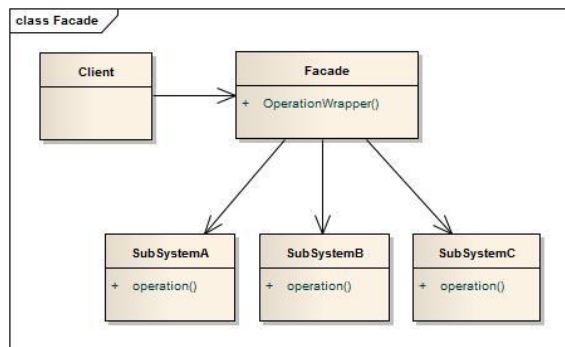 class Facade
Client
Facade
+ OperationWrapper()
SubSystemA
+ operation()
SubSystemB
+ operation()
SubSystemC
+ operation()